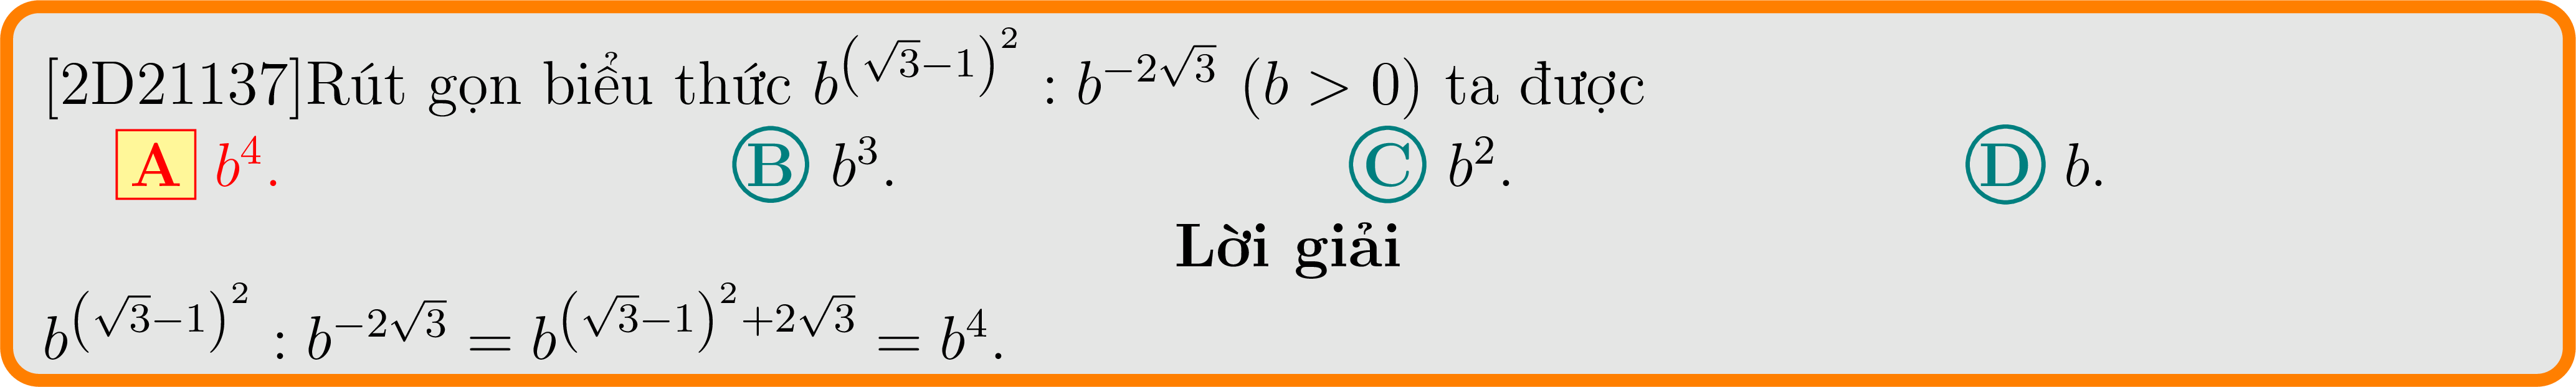 [2D21137]Rút gọn biểu thức $b^{\left(\sqrt{3}-1\right)^2} : b^{-2\sqrt{3}}$ $(b > 0)$ ta được
A $b^4$. B $b^3$. C $b^2$. D $b$.
Lời giải
$b^{\left(\sqrt{3}-1\right)^2} : b^{-2\sqrt{3}} = b^{\left(\sqrt{3}-1\right)^2+2\sqrt{3}} = b^4$.